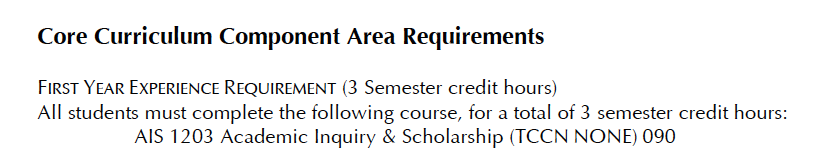 Core Curriculum Component Area Requirements
FIRST YEAR EXPERIENCE REQUIREMENT (3 Semester credit hours)
All students must complete the following course, for a total of 3 semester credit hours:
AIS 1203 Academic Inquiry & Scholarship (TCCN NONE) 090